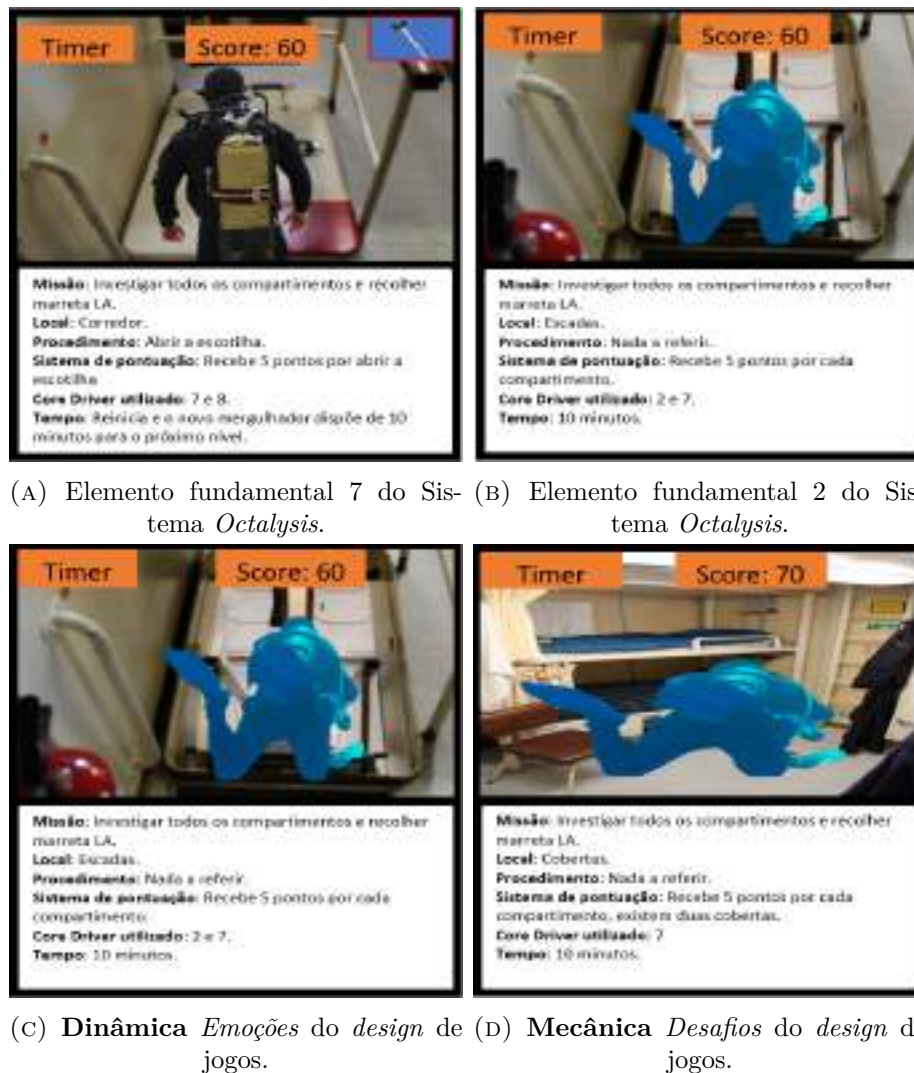 Timer
Score: 60
Missão: Investigar todos os compartimentos e recolher
marreta LA.
Local: Corredor.
Procedimento: Abrir a escotilha.
Sistema de pontuação: Recebe 5 pontos por abrir a
escotilha
Core Driver utilizado: 7 e 8.
Tempo: Reinicia e o novo mergulhador dispõe de 10
minutos para o próximo nível.
(A) Elemento fundamental 7 do Sis-
tema Octalysis.
Timer
Score: 60
Missão: Investigar todos os compartimentos e recolher
marreta LA.
Local: Escadas.
Procedimento: Nada a referir.
Sistema de pontuação: Recebe 5 pontos por cada
compartimento.
Core Driver utilizado: 2 e 7.
Tempo: 10 minutos.
(B) Elemento fundamental 2 do Sis
tema Octalysis.
Timer
Score: 60
Missão: Investigar todos os compartimentos e recolher
marreta LA.
Local: Escadas.
Procedimento: Nada a referir.
Sistema de pontuação: Recebe 5 pontos por cada
compartimento.
Core Driver utilizado: 2 e 7.
Tempo: 10 minutos.
(C) Dinâmica Emoções do design de
jogos.
Timer
Score: 70
Missão: Investigar todos os compartimentos e recolher
marreta LA.
Local: Cobertas.
Procedimento: Nada a referir.
Sistema de pontuação: Recebe 5 pontos por cada
compartimento, existem duas cobertas.
Core Driver utilizado: 7
Tempo: 10 minutos.
(D) Mecânica Desafios do design d
jogos.